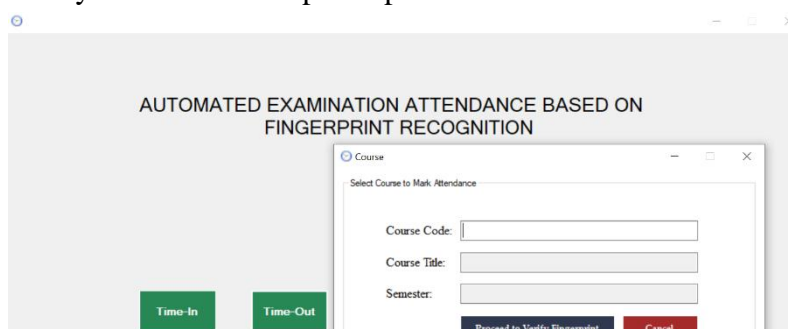 AUTOMATED EXAMINATION ATTENDANCE BASED ON
FINGERPRINT RECOGNITION
Course
Select Course to Mark Attendance
Course Code:
Course Title:
Semester:
Time-In
Time-Out
Proceed to Verify Fingerprint
Cancel